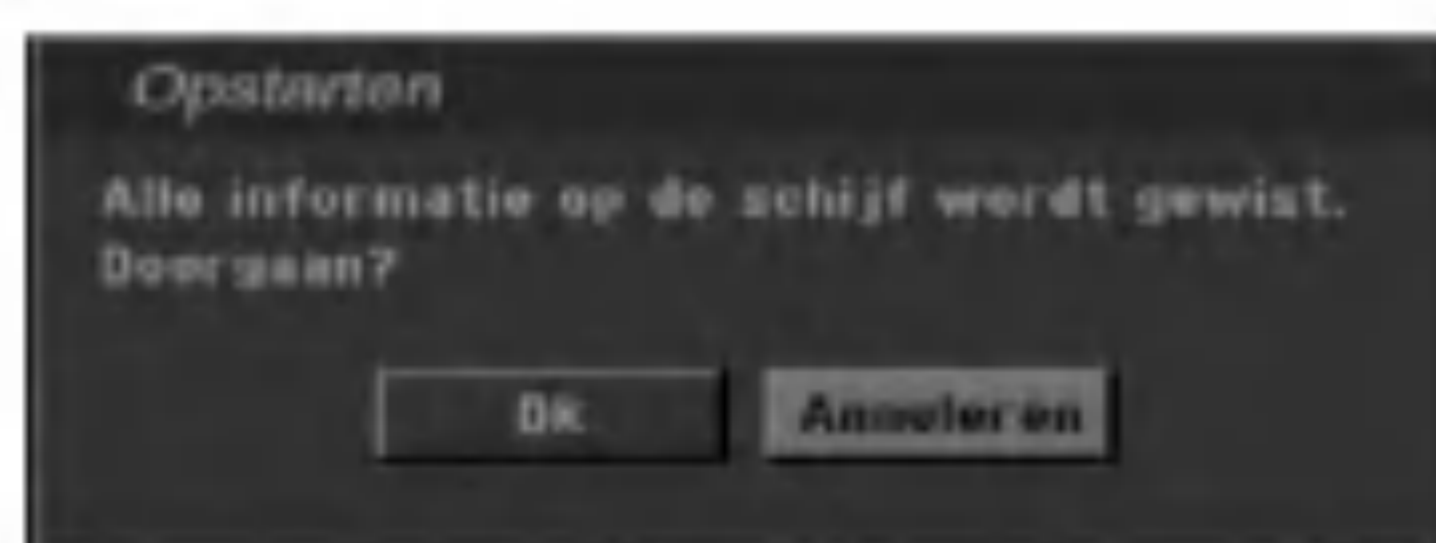 Opstarten
Alle informatie op de schijf wordt gewist.
Doorgaan?
Ok Annuleren